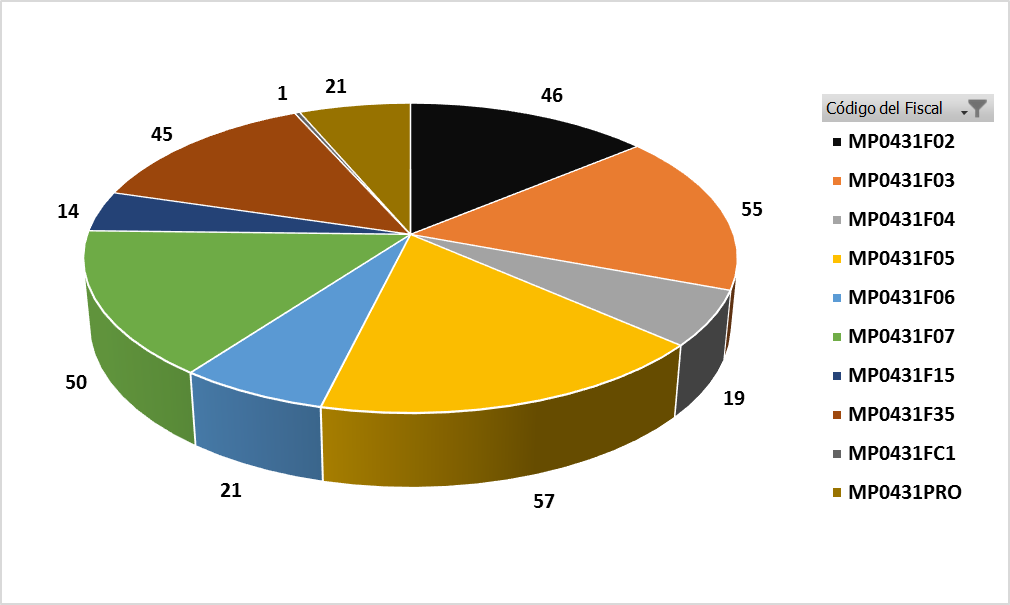 21
1
46
45
55
14
50
19
21
57
Código del Fiscal
MP0431F02
MP0431F03
MP0431F04
MP0431F05
MP0431F06
MP0431F07
MP0431F15
MP0431F35
MP0431FC1
MP0431PRO